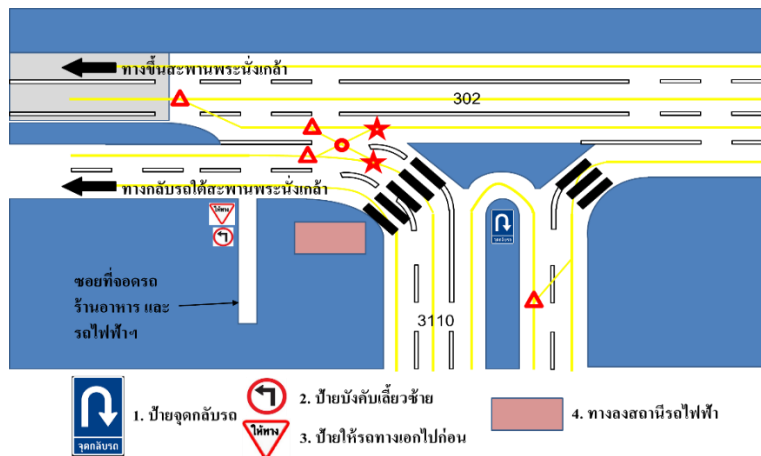 ทางขึ้นสะพานพระนั่งเกล้า
302
ทางกลับรถใต้สะพานพระนั่งเกล้า
ให้ทาง
จุดกลับรถ
ซอยที่จอดรถ
ร้านอาหาร และ
รถไฟฟ้าฯ
3110
จุดกลับรถ
1. ป้ายจุดกลับรถ
2. ป้ายบังคับเลี้ยวซ้าย
ให้ทาง
3. ป้ายให้รถทางเอกไปก่อน
4. ทางลงสถานีรถไฟฟ้า